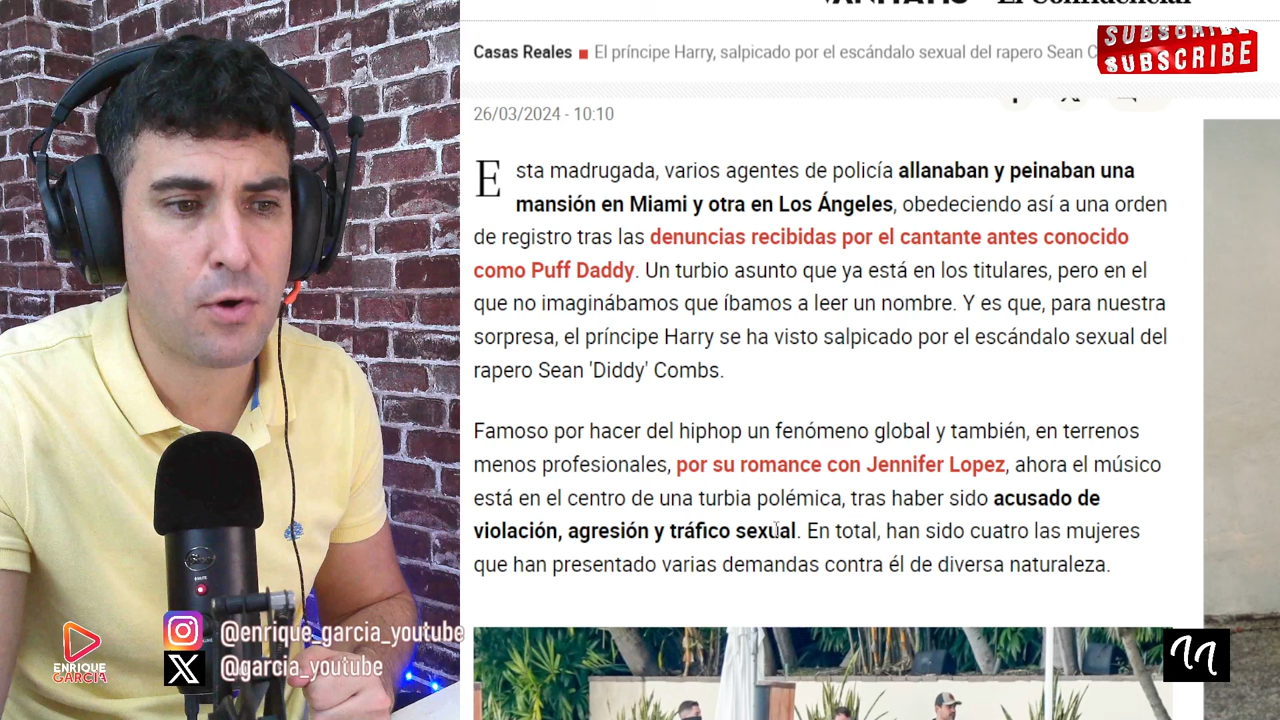 VANITATIS El Confidencial
Casas Reales El príncipe Harry, salpicado por el escándalo sexual del rapero Sean C
SUBSCRIBE
SUBSCRIBE
26/03/2024 - 10:10
Esta madrugada, varios agentes de policía allanaban y peinaban una
mansión en Miami y otra en Los Ángeles, obedeciendo así a una orden
de registro tras las denuncias recibidas por el cantante antes conocido
como Puff Daddy. Un turbio asunto que ya está en los titulares, pero en el
que no imaginábamos que íbamos a leer un nombre. Y es que, para nuestra
sorpresa, el príncipe Harry se ha visto salpicado por el escándalo sexual del
rapero Sean 'Diddy' Combs.
Famoso por hacer del hiphop un fenómeno global y también, en terrenos
menos profesionales, por su romance con Jennifer Lopez, ahora el músico
está en el centro de una turbia polémica, tras haber sido acusado de
violación, agresión y tráfico sexual. En total, han sido cuatro las mujeres
que han presentado varias demandas contra él de diversa naturaleza.
ENRIQUE
GARCIA
@enrique_garcia_youtube
@garcia_youtube